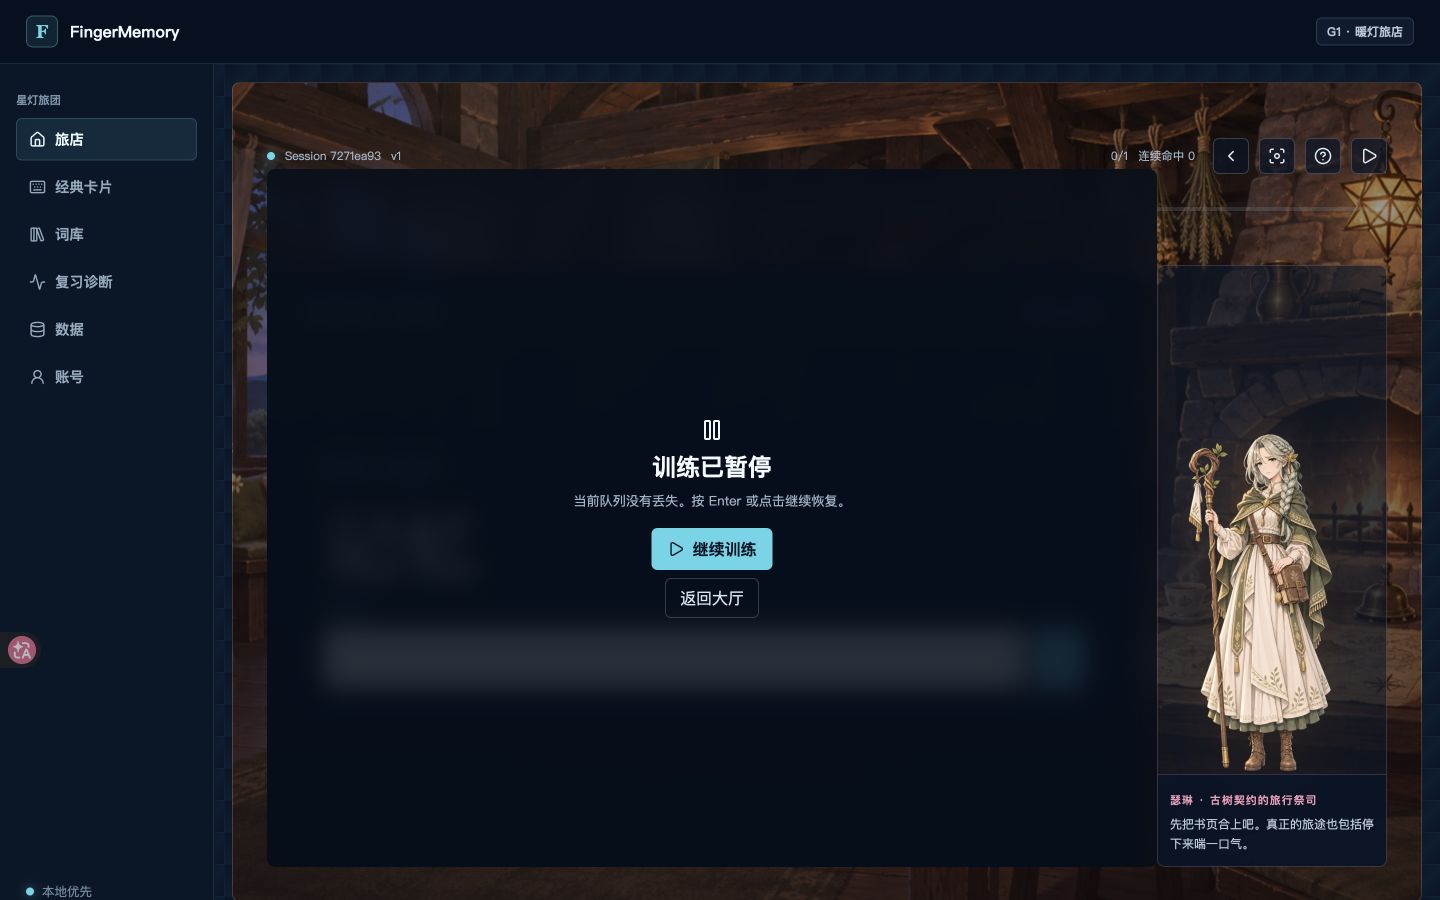 F FingerMemory
G1 · 暖灯旅店
星灯旅团
旅店
经典卡片
词库
复习诊断
数据
账号
本地优先
Session 7271ea93 v1
0/1 连续命中 0
训练已暂停
当前队列没有丢失。按 Enter 或点击继续恢复。
继续训练
返回大厅
瑟琳 · 古树契约的旅行祭司
先把书页合上吧。真正的旅途也包括停
下来喘一口气。